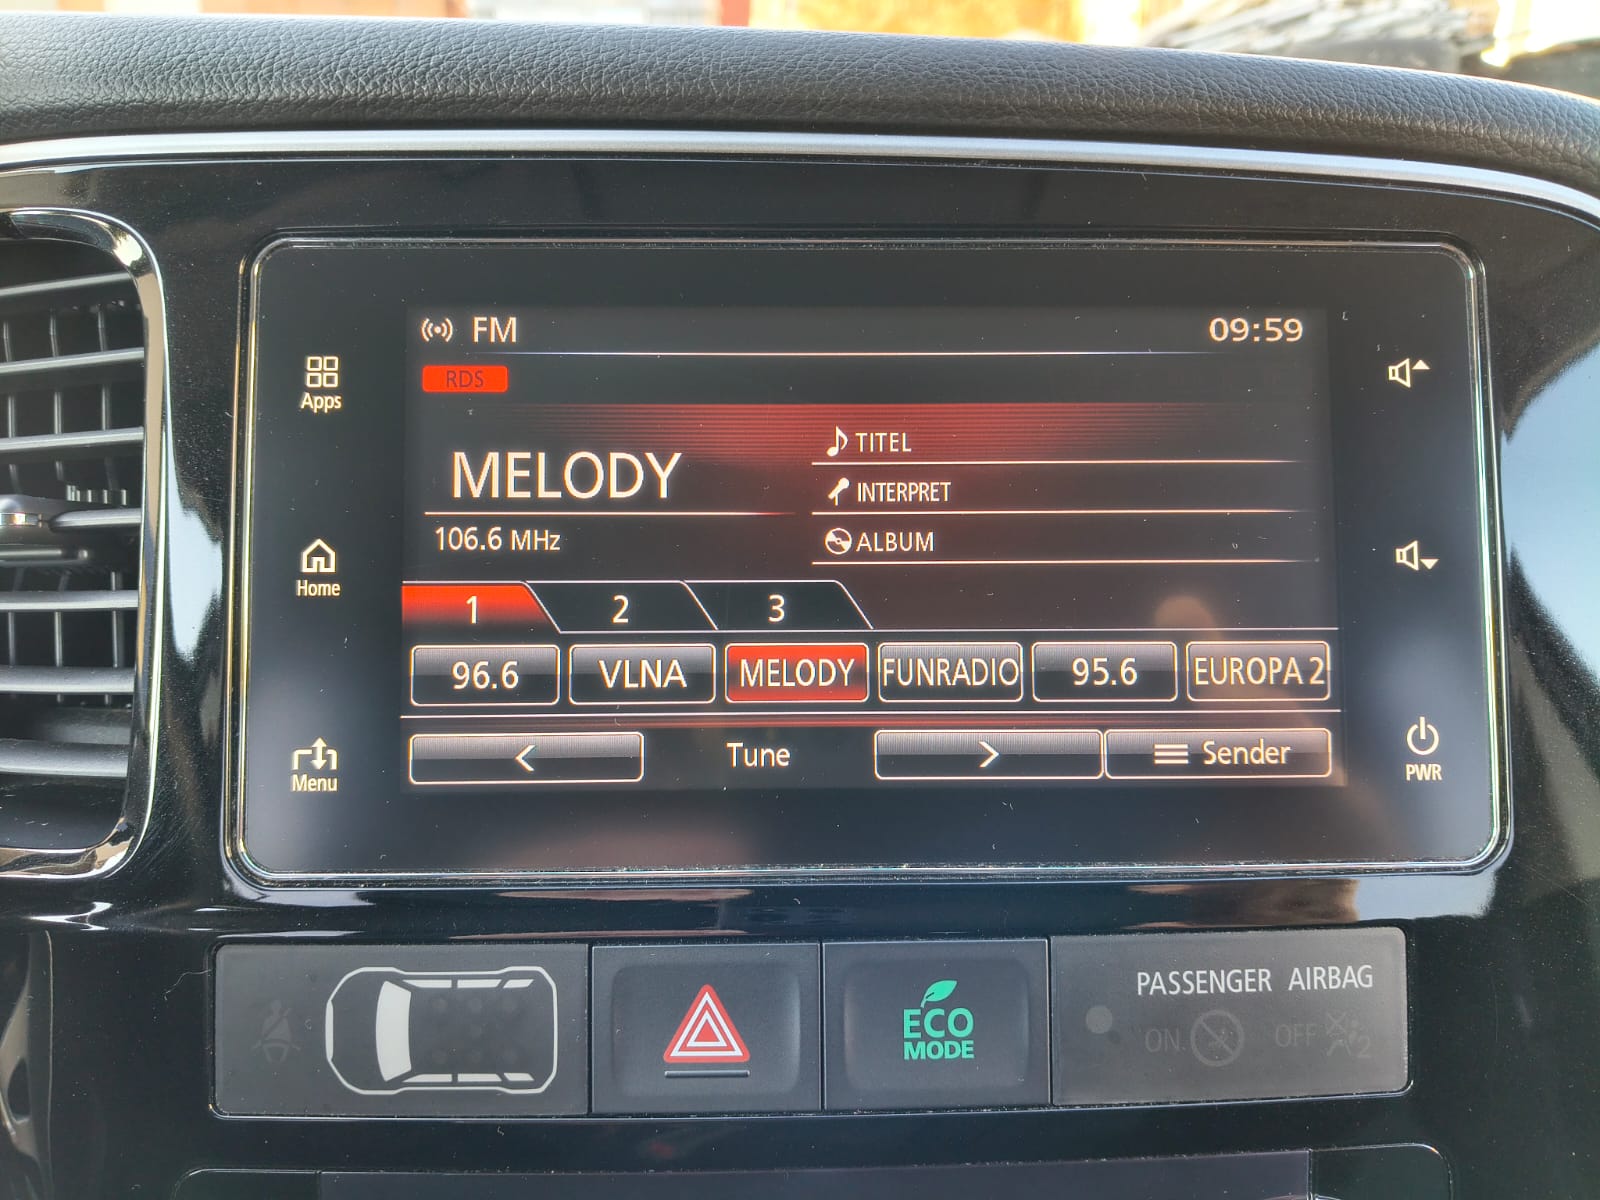 FM
09:59
RDS
Apps
MELODY
TITEL
INTERPRET
106.6 MHz
ALBUM
Home
1 2 3
96.6 VLNA MELODY FUNRADIO 95.6 EUROPA 2
< Tune > Sender
Menu
PWR
PASSENGER AIRBAG
ECO
MODE
ON OFF